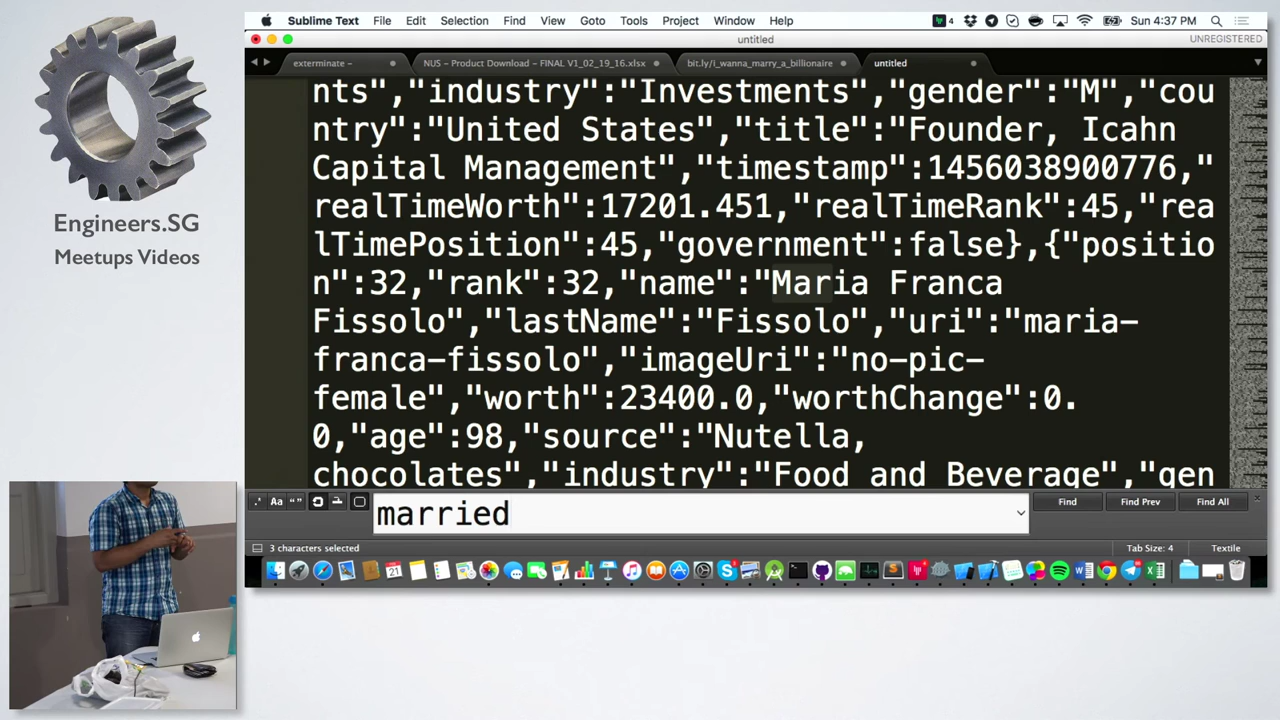 Sublime Text File Edit Selection Find View Goto Tools Project Window Help 4 Sun 4:37 PM
untitled UNREGISTERED
exterminate – NUS – Product Download – FINAL V1_02_19_16.xlsx bit.ly/i_wanna_marry_a_billionaire untitled
nts","industry":"Investments","gender":"M","cou
ntry":"United States","title":"Founder, Icahn
Capital Management","timestamp":1456038900776,"
realTimeWorth":17201.451,"realTimeRank":45,"rea
lTimePosition":45,"government":false},{"positio
n":32,"rank":32,"name":"Maria Franca
Fissolo","lastName":"Fissolo","uri":"maria-
franca-fissolo","imageUri":"no-pic-
female","worth":23400.0,"worthChange":0.
0,"age":98,"source":"Nutella,
chocolates","industry":"Food and Beverage","gen
.* Aa “” married Find Find Prev Find All
3 characters selected Tab Size: 4 Textile
Engineers.SG
Meetups Videos